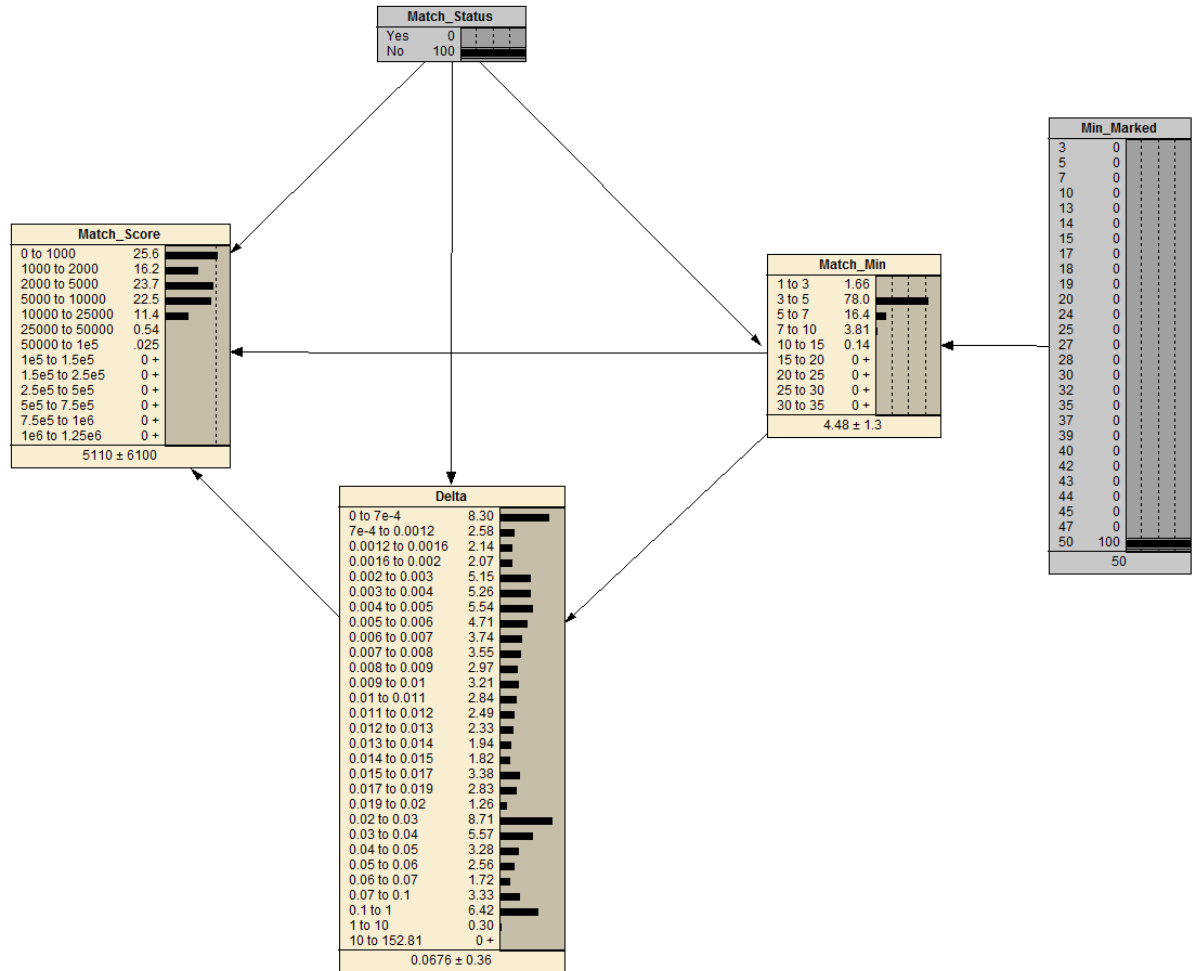 Match_Status
Yes 0
No 100
Min_Marked
3 0
5 0
7 0
10 0
13 0
14 0
15 0
17 0
18 0
19 0
20 0
24 0
25 0
27 0
28 0
30 0
32 0
35 0
37 0
39 0
40 0
42 0
43 0
44 0
45 0
47 0
50 100
50
Match_Score
0 to 1000 25.6
1000 to 2000 16.2
2000 to 5000 23.7
5000 to 10000 22.5
10000 to 25000 11.4
25000 to 50000 0.54
50000 to 1e5 .025
1e5 to 1.5e5 0 +
1.5e5 to 2.5e5 0 +
2.5e5 to 5e5 0 +
5e5 to 7.5e5 0 +
7.5e5 to 1e6 0 +
1e6 to 1.25e6 0 +
5110 ± 6100
Match_Min
1 to 3 1.66
3 to 5 78.0
5 to 7 16.4
7 to 10 3.81
10 to 15 0.14
15 to 20 0 +
20 to 25 0 +
25 to 30 0 +
30 to 35 0 +
4.48 ± 1.3
Delta
0 to 7e-4 8.30
7e-4 to 0.0012 2.58
0.0012 to 0.0016 2.14
0.0016 to 0.002 2.07
0.002 to 0.003 5.15
0.003 to 0.004 5.26
0.004 to 0.005 5.54
0.005 to 0.006 4.71
0.006 to 0.007 3.74
0.007 to 0.008 3.55
0.008 to 0.009 2.97
0.009 to 0.01 3.21
0.01 to 0.011 2.84
0.011 to 0.012 2.49
0.012 to 0.013 2.33
0.013 to 0.014 1.94
0.014 to 0.015 1.82
0.015 to 0.017 3.38
0.017 to 0.019 2.83
0.019 to 0.02 1.26
0.02 to 0.03 8.71
0.03 to 0.04 5.57
0.04 to 0.05 3.28
0.05 to 0.06 2.56
0.06 to 0.07 1.72
0.07 to 0.1 3.33
0.1 to 1 6.42
1 to 10 0.30
10 to 152.81 0 +
0.0676 ± 0.36